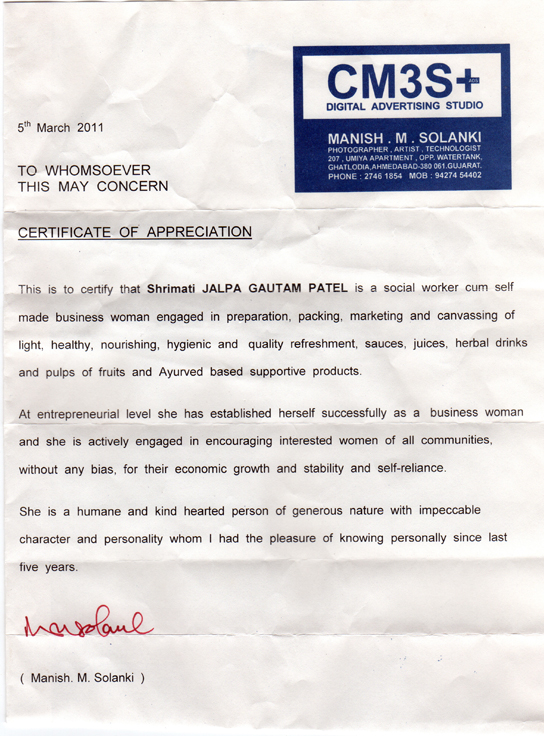 CM3S+ ADS
DIGITAL ADVERTISING STUDIO
MANISH . M . SOLANKI
PHOTOGRAPHER , ARTIST , TECHNOLOGIST
207 , UMIYA APARTMENT , OPP. WATERTANK,
GHATLODIA,AHMEDABAD-380 061.GUJARAT.
PHONE : 2746 1854 MOB : 94274 54402
5th March 2011
TO WHOMSOEVER
THIS MAY CONCERN
CERTIFICATE OF APPRECIATION
This is to certify that Shrimati JALPA GAUTAM PATEL is a social worker cum self
made business woman engaged in preparation, packing, marketing and canvassing of
light, healthy, nourishing, hygienic and quality refreshment, sauces, juices, herbal drinks
and pulps of fruits and Ayurved based supportive products.
At entrepreneurial level she has established herself successfully as a business woman
and she is actively engaged in encouraging interested women of all communities,
without any bias, for their economic growth and stability and self-reliance.
She is a humane and kind hearted person of generous nature with impeccable
character and personality whom I had the pleasure of knowing personally since last
five years.
( Manish. M. Solanki )